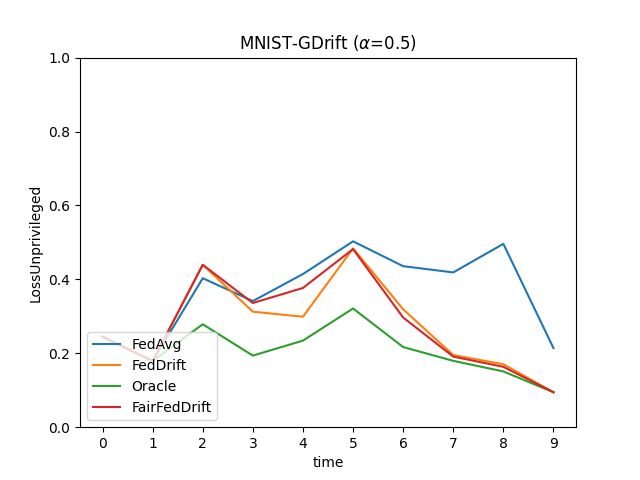 MNIST-GDrift (α=0.5)
1.0
0.8
0.6
0.4
0.2
0.0
LossUnprivileged
FedAvg
FedDrift
Oracle
FairFedDrift
0 1 2 3 4 5 6 7 8 9
time